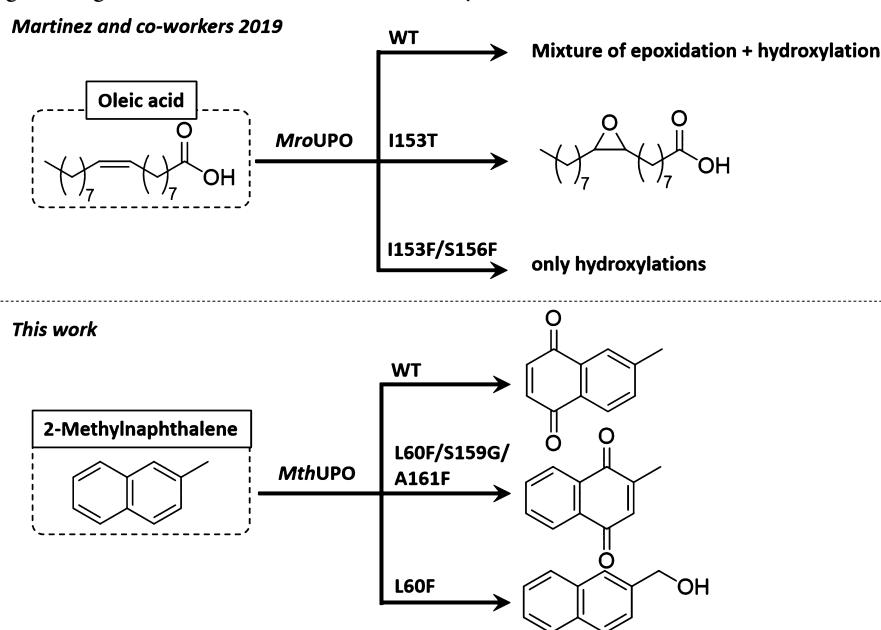 Martinez and co-workers 2019
WT
Mixture of epoxidation + hydroxylation
Oleic acid
O
OH
7
7
MroUPO
I153T
O
O
OH
7
7
I153F/S156F
only hydroxylations
This work
WT
O
O
2-Methylnaphthalene
MthUPO
L60F/S159G/
A161F
O
O
L60F
OH